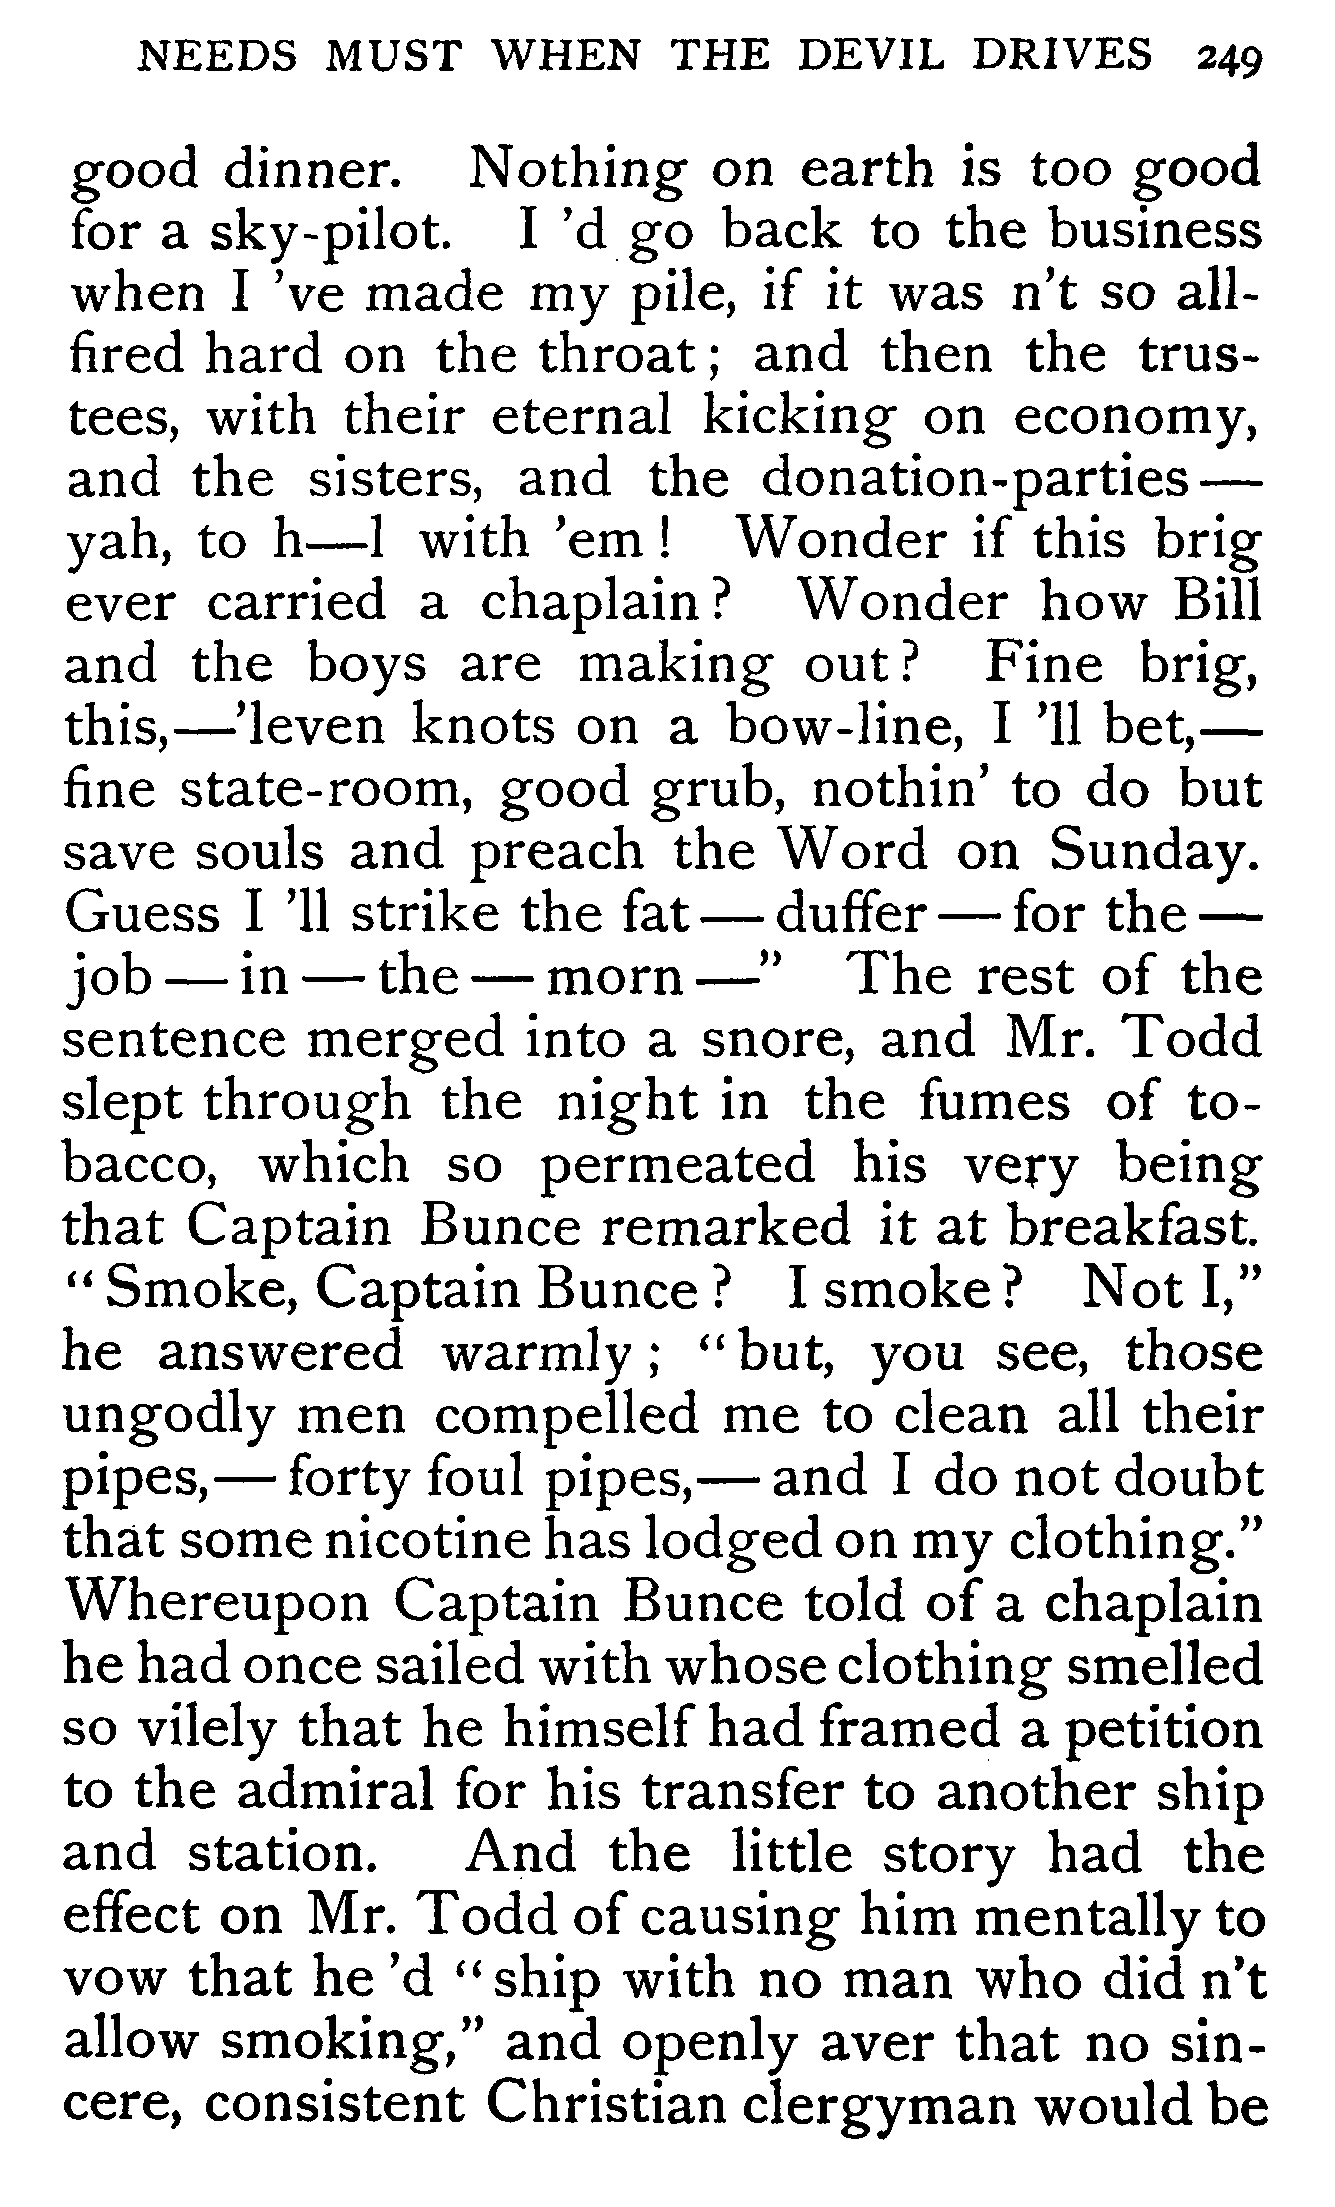 NEEDS MUST WHEN THE DEVIL DRIVES 249
good dinner. Nothing on earth is too good
for a sky-pilot. I 'd go back to the business
when I 've made my pile, if it was n't so all-
fired hard on the throat; and then the trus-
tees, with their eternal kicking on economy,
and the sisters, and the donation-parties—
yah, to h—l with 'em! Wonder if this brig
ever carried a chaplain? Wonder how Bill
and the boys are making out? Fine brig,
this,—'leven knots on a bow-line, I 'll bet,—
fine state-room, good grub, nothin' to do but
save souls and preach the Word on Sunday.
Guess I 'll strike the fat — duffer — for the —
job — in — the — morn —" The rest of the
sentence merged into a snore, and Mr. Todd
slept through the night in the fumes of to-
bacco, which so permeated his very being
that Captain Bunce remarked it at breakfast.
"Smoke, Captain Bunce? I smoke? Not I,"
he answered warmly; "but, you see, those
ungodly men compelled me to clean all their
pipes,— forty foul pipes,— and I do not doubt
that some nicotine has lodged on my clothing."
Whereupon Captain Bunce told of a chaplain
he had once sailed with whose clothing smelled
so vilely that he himself had framed a petition
to the admiral for his transfer to another ship
and station. And the little story had the
effect on Mr. Todd of causing him mentally to
vow that he 'd "ship with no man who did n't
allow smoking," and openly aver that no sin-
cere, consistent Christian clergyman would be